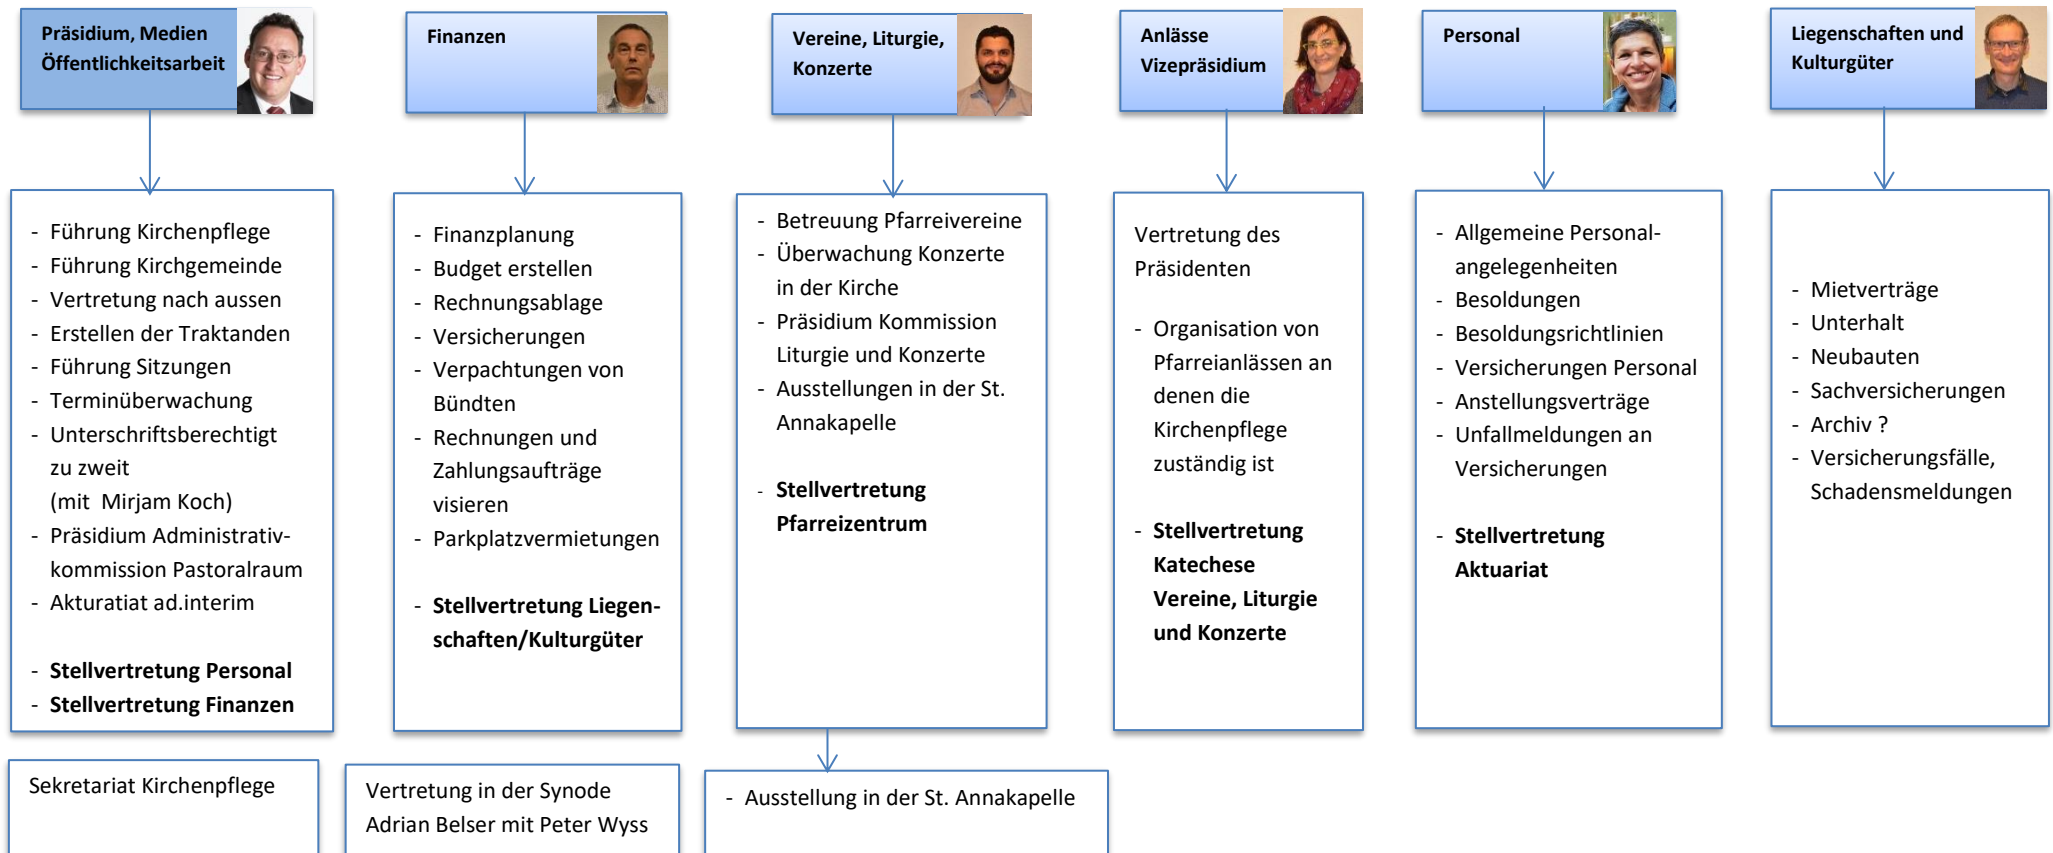 Präsidium, Medien
Öffentlichkeitsarbeit
Finanzen
Vereine, Liturgie,
Konzerte
Anlässe
Vizepräsidium
Personal
Liegenschaften und
Kulturgüter
- Führung Kirchenpflege
- Führung Kirchgemeinde
- Vertretung nach aussen
- Erstellen der Traktanden
- Führung Sitzungen
- Terminüberwachung
- Unterschriftsberechtigt
zu zweit
(mit Mirjam Koch)
- Präsidium Administrativ-
kommission Pastoralraum
- Akturatiat ad.interim
- Stellvertretung Personal
- Stellvertretung Finanzen
- Finanzplanung
- Budget erstellen
- Rechnungsablage
- Versicherungen
- Verpachtungen von
Bündten
- Rechnungen und
Zahlungsaufträge
visieren
- Parkplatzvermietungen
- Stellvertretung Liegen-
schaften/Kulturgüter
- Betreuung Pfarreivereine
- Überwachung Konzerte
in der Kirche
- Präsidium Kommission
Liturgie und Konzerte
- Ausstellungen in der St.
Annakapelle
- Stellvertretung
Pfarreizentrum
Vertretung des
Präsidenten
- Organisation von
Pfarreianlässen an
denen die
Kirchenpflege
zuständig ist
- Stellvertretung
Katechese
Vereine, Liturgie
und Konzerte
- Allgemeine Personal-
angelegenheiten
- Besoldungen
- Besoldungsrichtlinien
- Versicherungen Personal
- Anstellungsverträge
- Unfallmeldungen an
Versicherungen
- Stellvertretung
Aktuariat
- Mietverträge
- Unterhalt
- Neubauten
- Sachversicherungen
- Archiv ?
- Versicherungsfälle,
Schadensmeldungen
Sekretariat Kirchenpflege
Vertretung in der Synode
Adrian Belser mit Peter Wyss
- Ausstellung in der St. Annakapelle